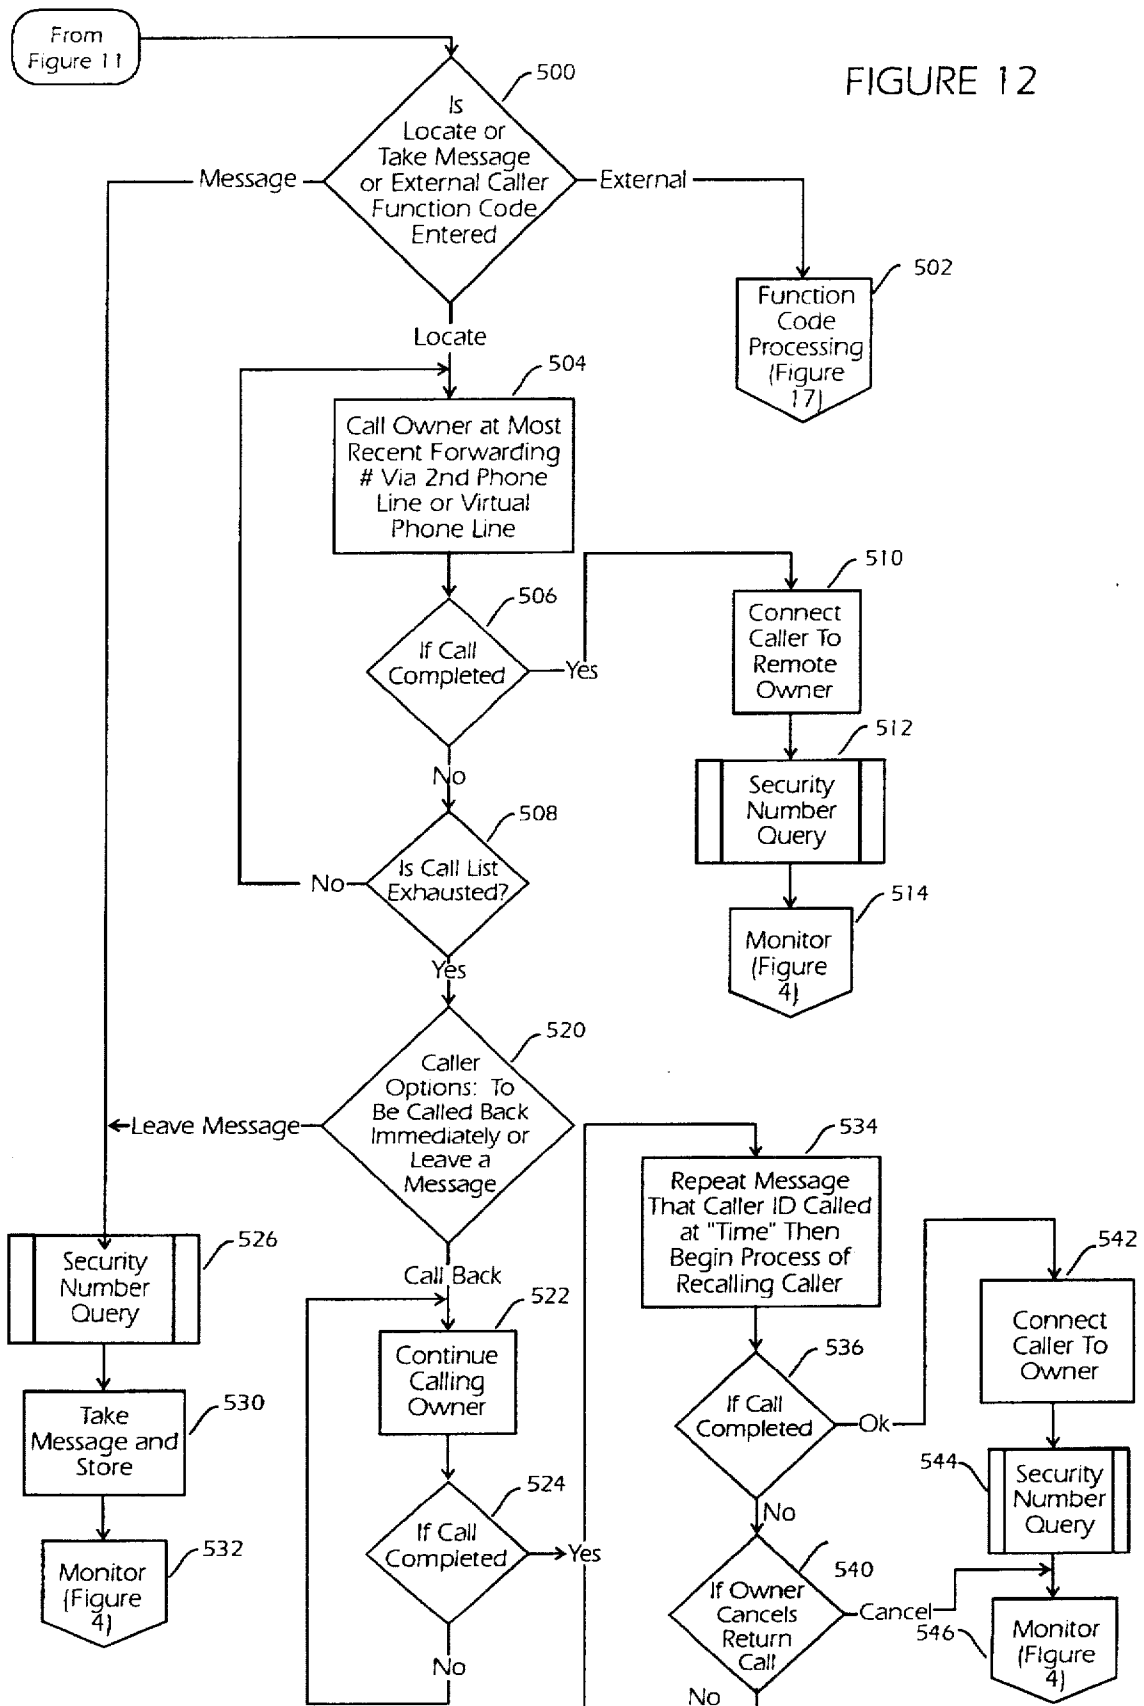 From
Figure 11
FIGURE 12
500
Is
Locate or
Take Message
or External Caller
Function Code
Entered
Message
External
Locate
502
Function
Code
Processing
(Figure
17)
504
Call Owner at Most
Recent Forwarding
# Via 2nd Phone
Line or Virtual
Phone Line
506
If Call
Completed
Yes
No
510
Connect
Caller To
Remote
Owner
512
Security
Number
Query
514
Monitor
(Figure
4)
508
Is Call List
Exhausted?
No
Yes
520
Caller
Options: To
Be Called Back
Immediately or
Leave a
Message
Leave Message
Call Back
526
Security
Number
Query
530
Take
Message and
Store
532
Monitor
(Figure
4)
522
Continue
Calling
Owner
524
If Call
Completed
Yes
No
534
Repeat Message
That Caller ID Called
at "Time" Then
Begin Process of
Recalling Caller
536
If Call
Completed
Ok
No
542
Connect
Caller To
Owner
544
Security
Number
Query
540
If Owner
Cancels
Return
Call
Cancel
No
546
Monitor
(Figure
4)